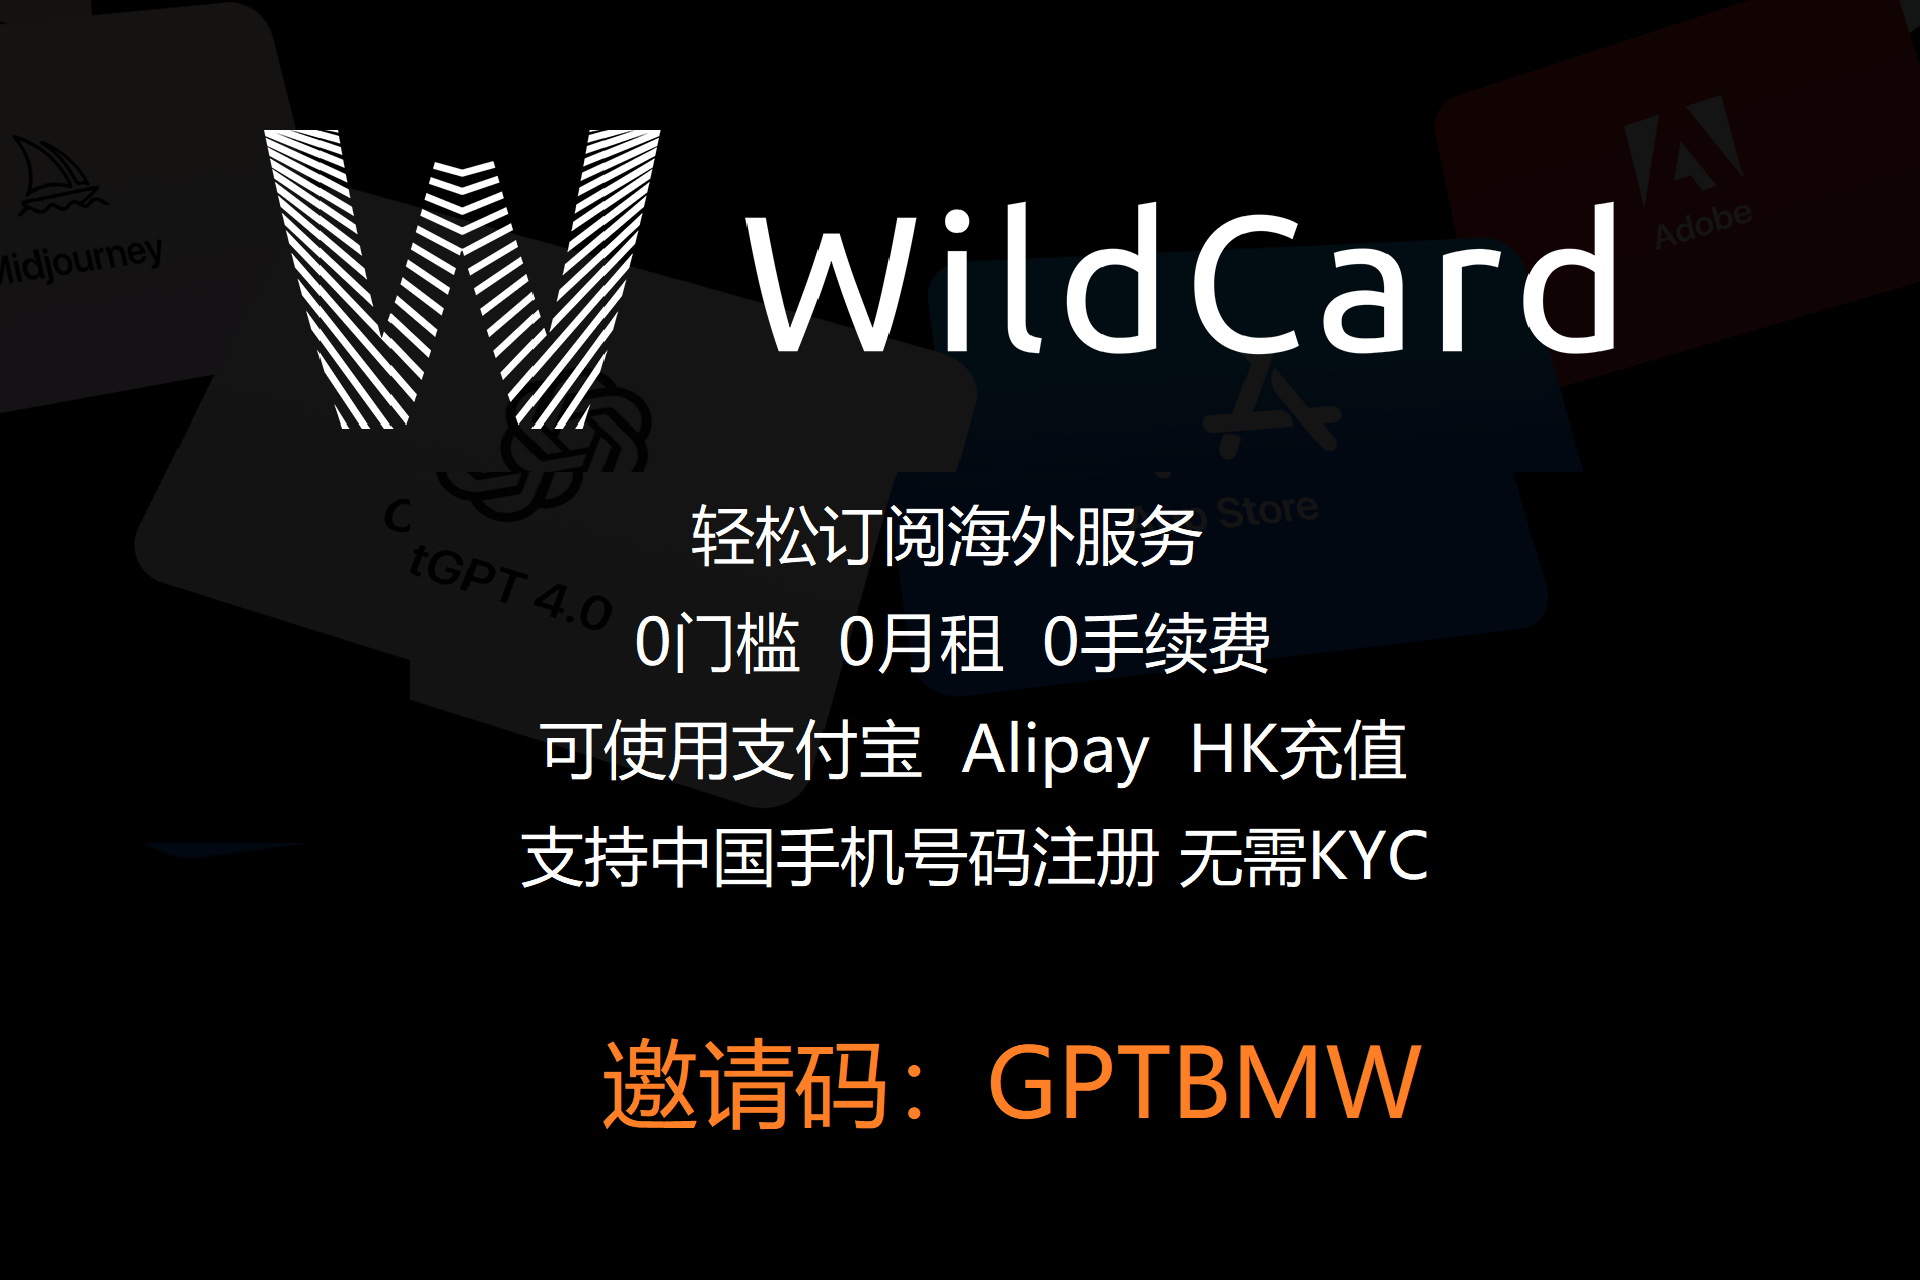 Midjourney
Adobe
WildCard
App Store
tGPT 4.0
轻松订阅海外服务
0门槛 0月租 0手续费
可使用支付宝 Alipay HK充值
支持中国手机号码注册 无需KYC
邀请码：GPTBMW